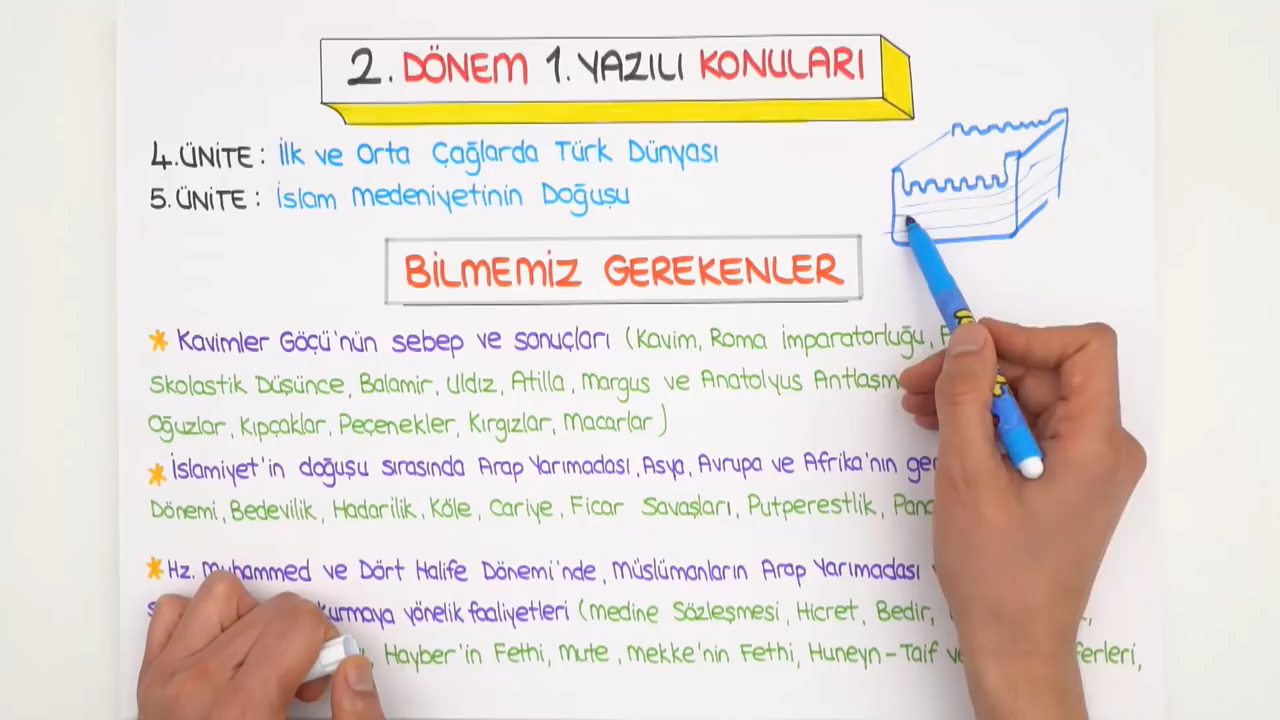 2. DÖNEM 1. YAZILI KONULARI
4. ÜNİTE: İlk ve Orta Çağlarda Türk Dünyası
5. ÜNİTE: İslam medeniyetinin Doğuşu
BİLMEMİZ GEREKENLER
* Kavimler Göçü'nün sebep ve sonuçları (Kavim, Roma İmparatorluğu,
Skolastik Düşünce, Balamir, Uldız, Atilla, Margus ve Anatolyus
Oğuzlar, Kıpçaklar, Peçenekler, Kırgızlar, Macarlar)
* İslamiyet'in doğuşu sırasında Arap Yarımadası, Asya, Avrupa ve Afrika'nın
Dönemi, Bedevilik, Hadarilik, Köle, Cariye, Ficar Savaşları, Putperestlik,
* Hz. Muhammed ve Dört Halife Dönemi'nde, Müslümanların Arap Yarımadası
yönelik faaliyetleri (Medine Sözleşmesi, Hicret, Bedir,
Hayber'in Fethi, Mute, Mekke'nin Fethi, Huneyn-Taif